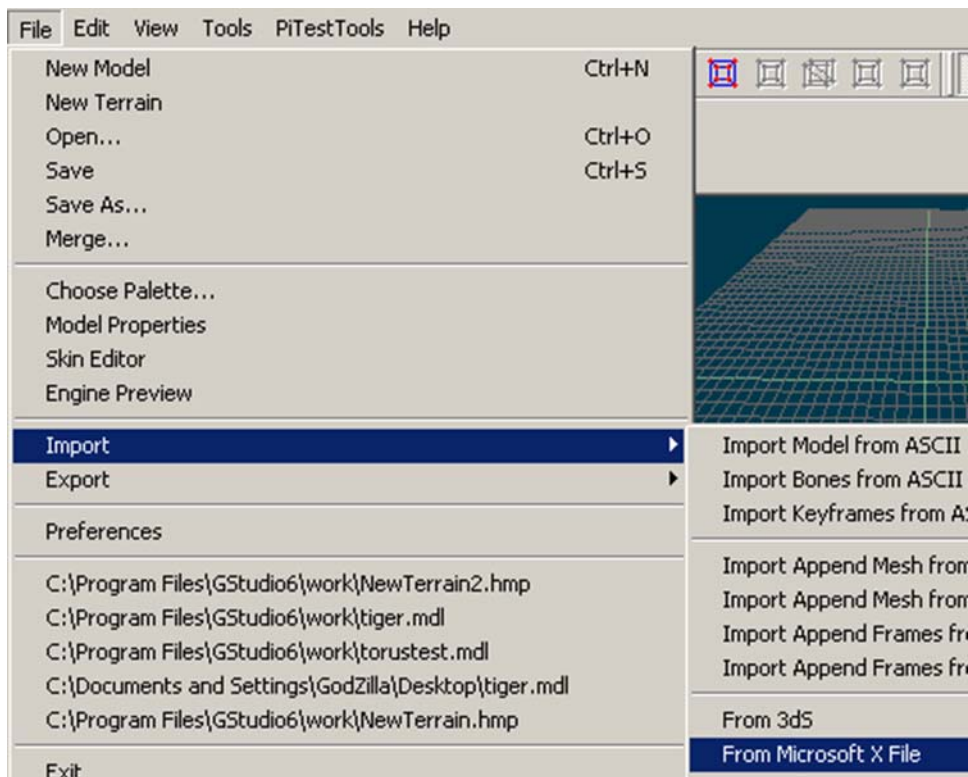 File Edit View Tools PiTestTools Help
New Model Ctrl+N
New Terrain
Open... Ctrl+O
Save Ctrl+S
Save As...
Merge...
Choose Palette...
Model Properties
Skin Editor
Engine Preview
Import
Export
Preferences
C:\Program Files\GStudio6\work\NewTerrain2.hmp
C:\Program Files\GStudio6\work\tiger.mdl
C:\Program Files\GStudio6\work\torustest.mdl
C:\Documents and Settings\GodZilla\Desktop\tiger.mdl
C:\Program Files\GStudio6\work\NewTerrain.hmp
Exit
Import Model from ASCII
Import Bones from ASCII
Import Keyframes from
Import Append Mesh from
Import Append Mesh from
Import Append Frames
Import Append Frames
From 3dS
From Microsoft X File